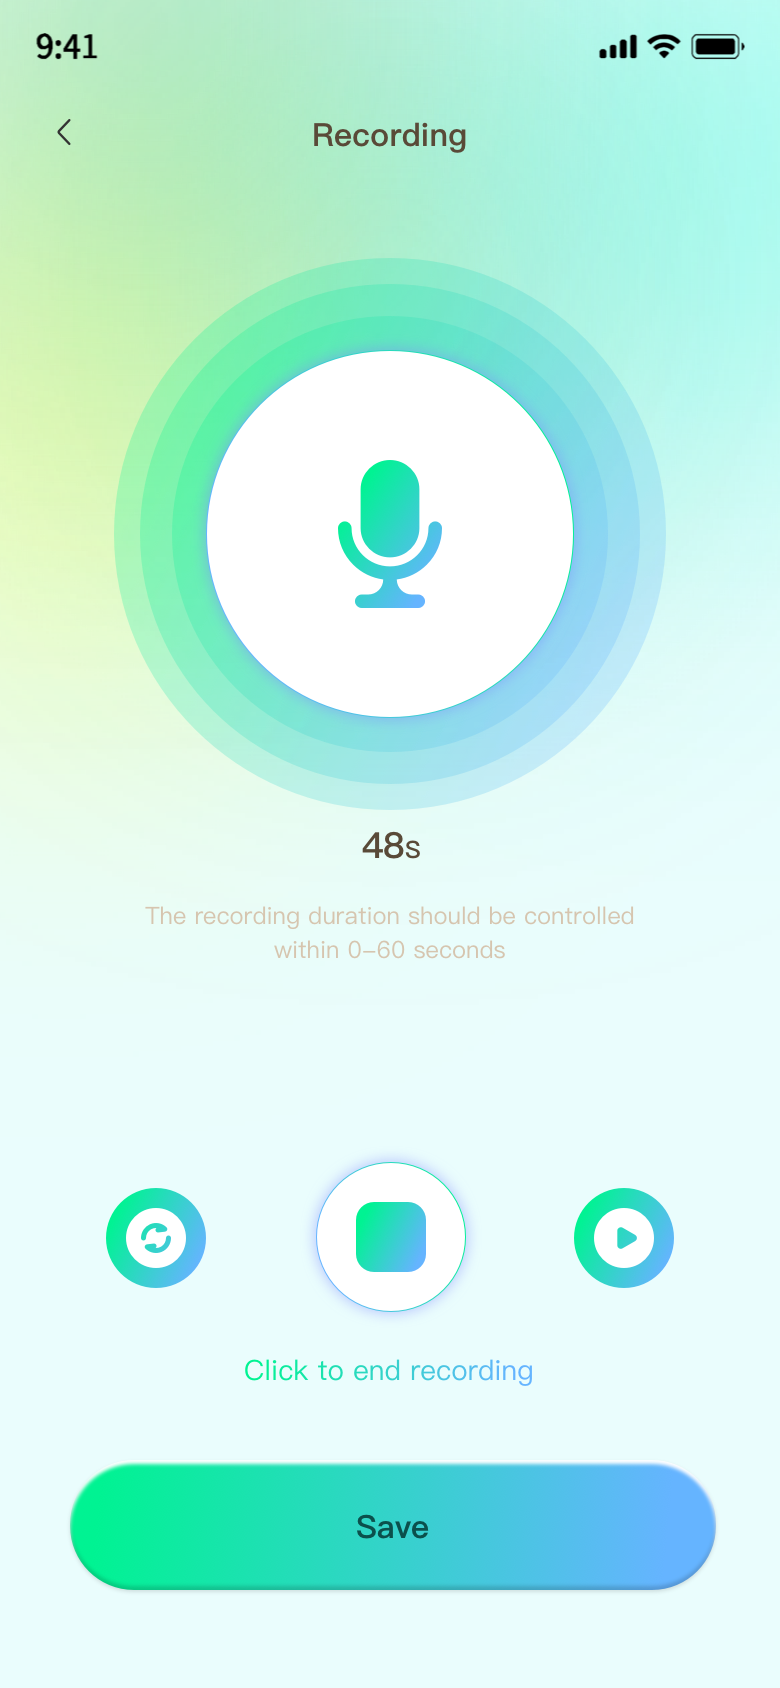 9:41
Recording
48s
The recording duration should be controlled
within 0–60 seconds
Click to end recording
Save